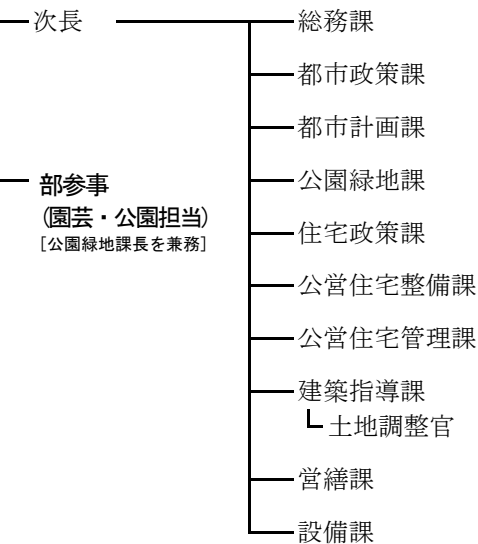 次長
総務課
都市政策課
都市計画課
部参事
(園芸・公園担当)
[公園緑地課長を兼務]
公園緑地課
住宅政策課
公営住宅整備課
公営住宅管理課
建築指導課
土地調整官
営繕課
設備課